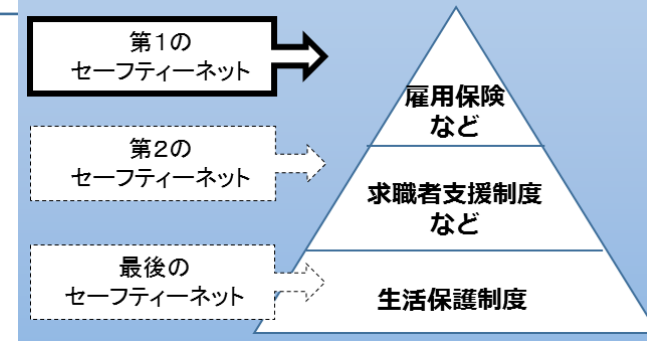 第1の
セーフティーネット
雇用保険
など
第2の
セーフティーネット
求職者支援制度
など
最後の
セーフティーネット
生活保護制度